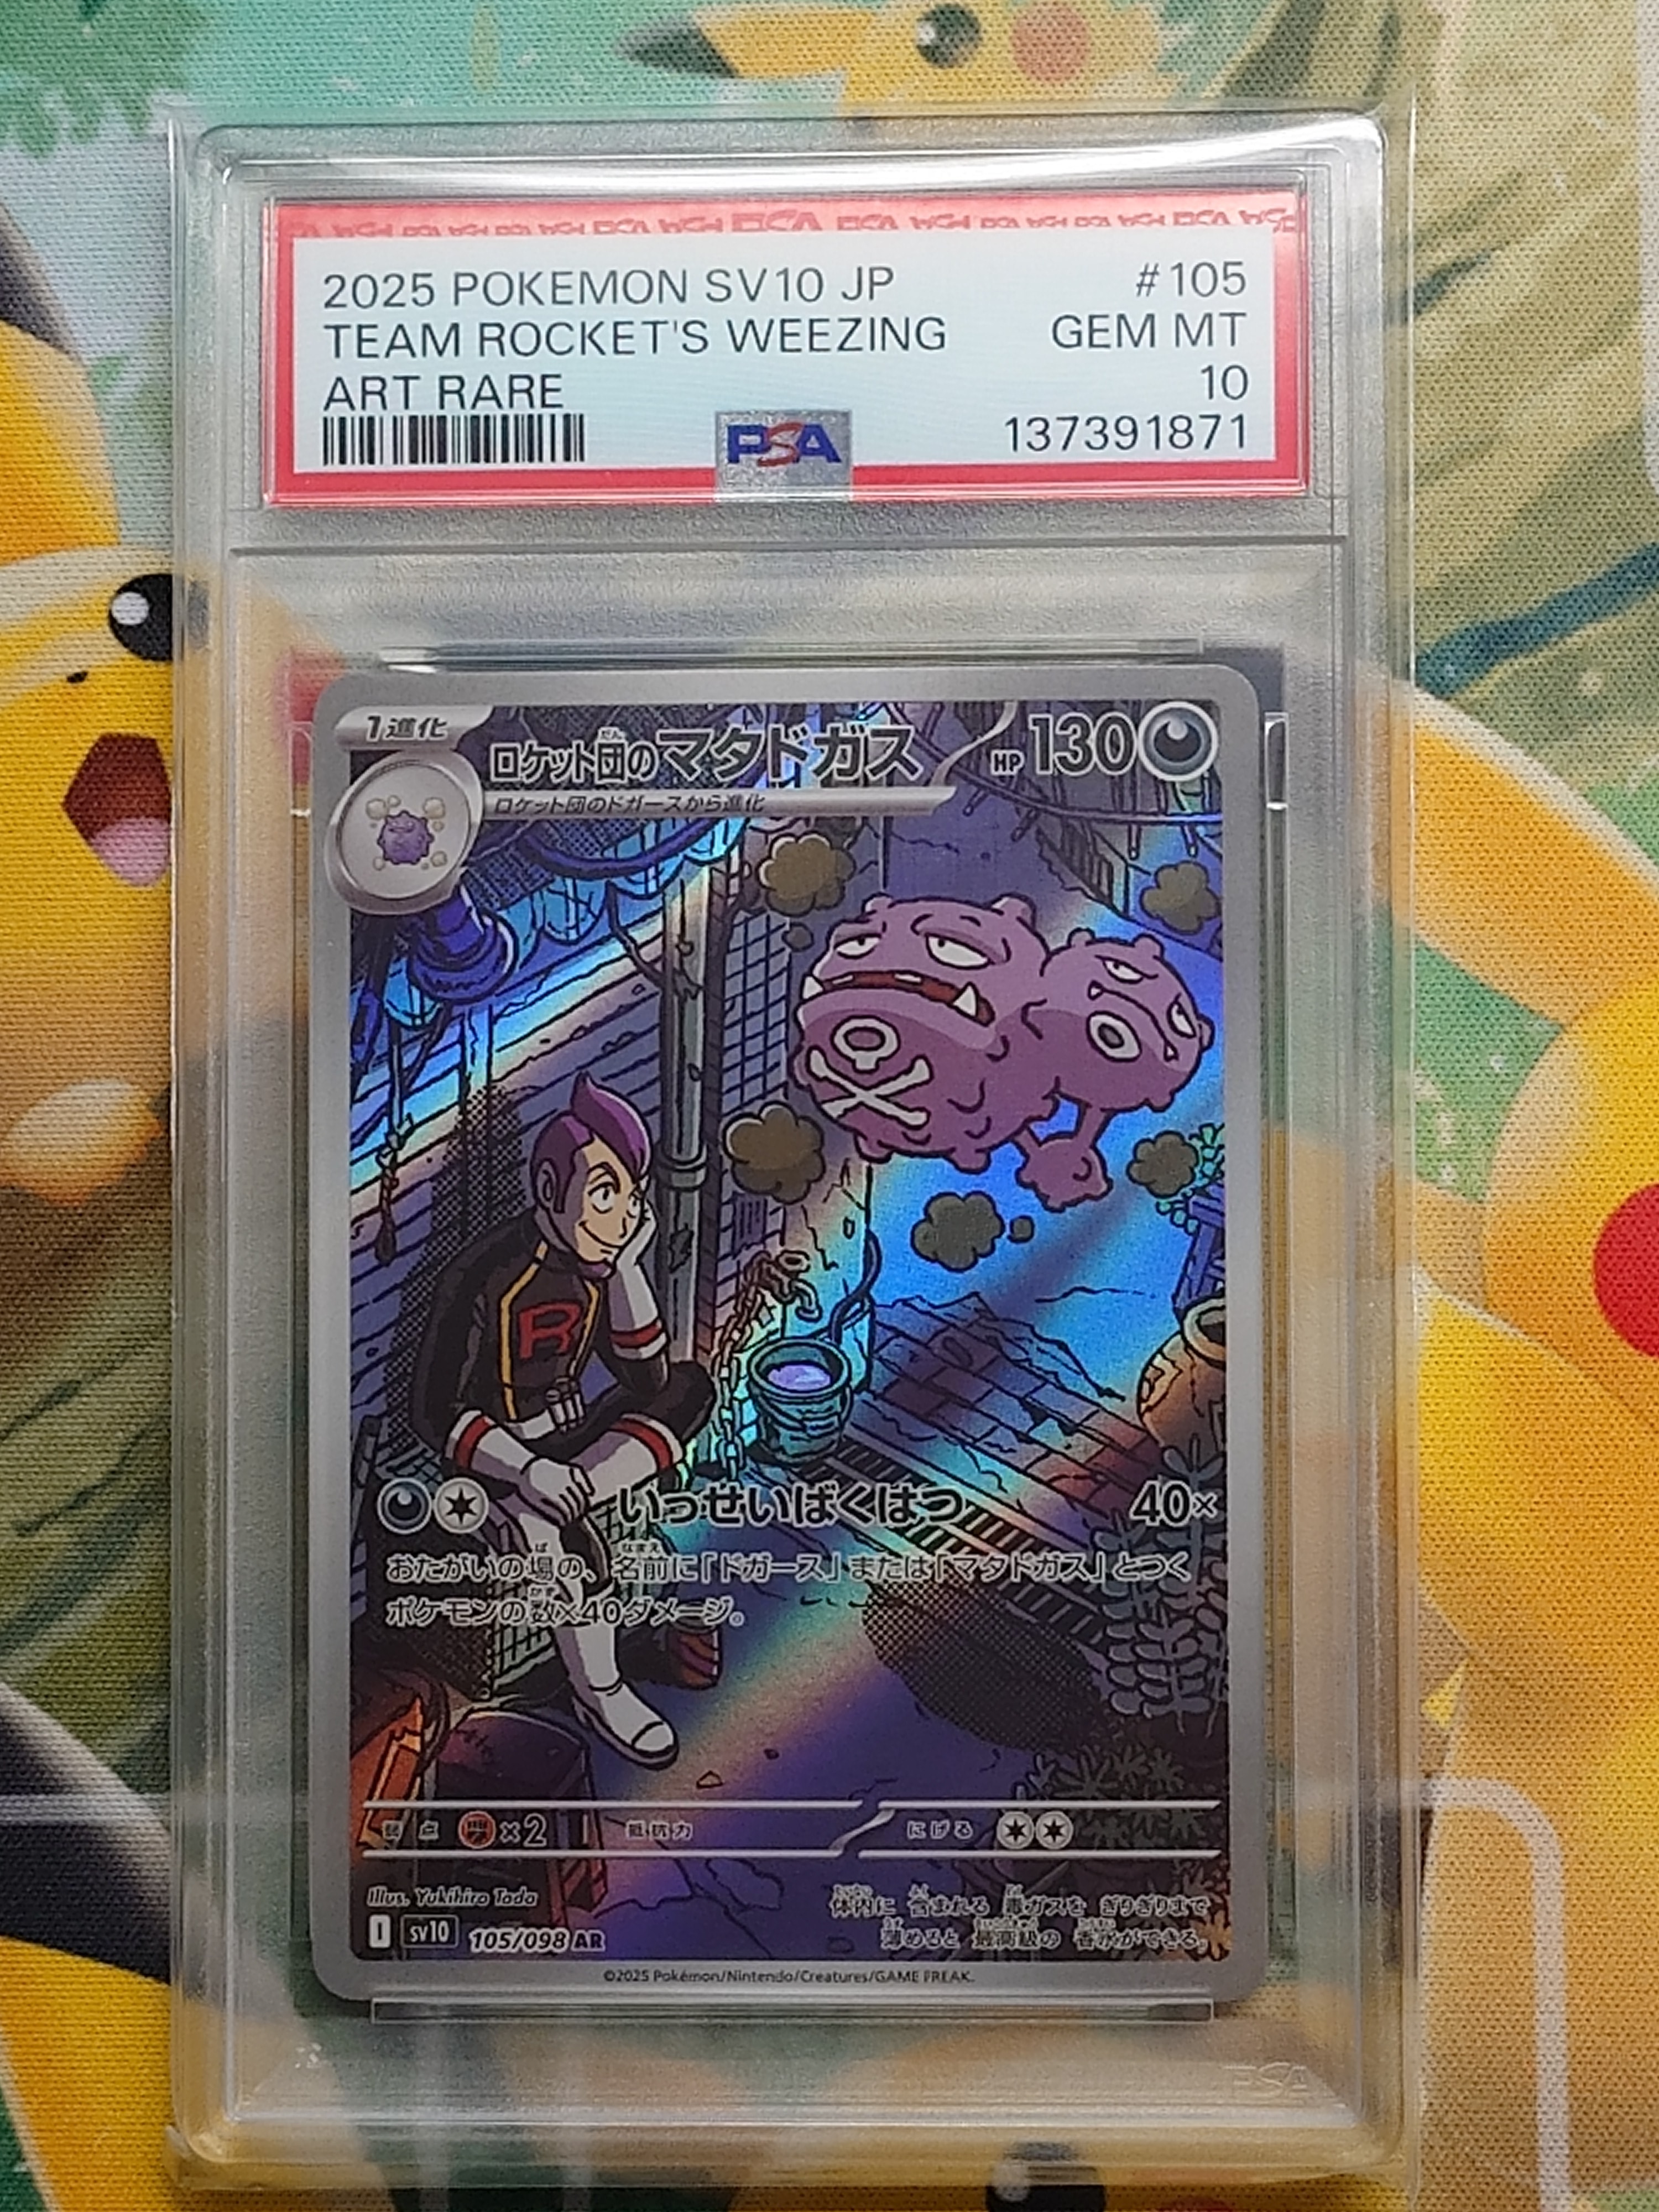 2025 POKEMON SV10 JP #105
TEAM ROCKET'S WEEZING GEM MT
ART RARE 10
PSA 137391871
1進化
ロケット団のマタドガス HP 130
ロケット団のドガースから進化
R
いっせいばくはつ 40×
おたがいの場の、名前に「ドガース」または「マタドガス」とつく
ポケモンの数×40ダメージ。
弱点 ×2 抵抗力 にげる
Illus. Yukihiro Tada
体内に 含まれる 毒ガスを ぎりぎりまで
薄めると 最高級の 香水ができる。
I sv10 105/098 AR
©2025 Pokémon/Nintendo/Creatures/GAME FREAK.
PSA